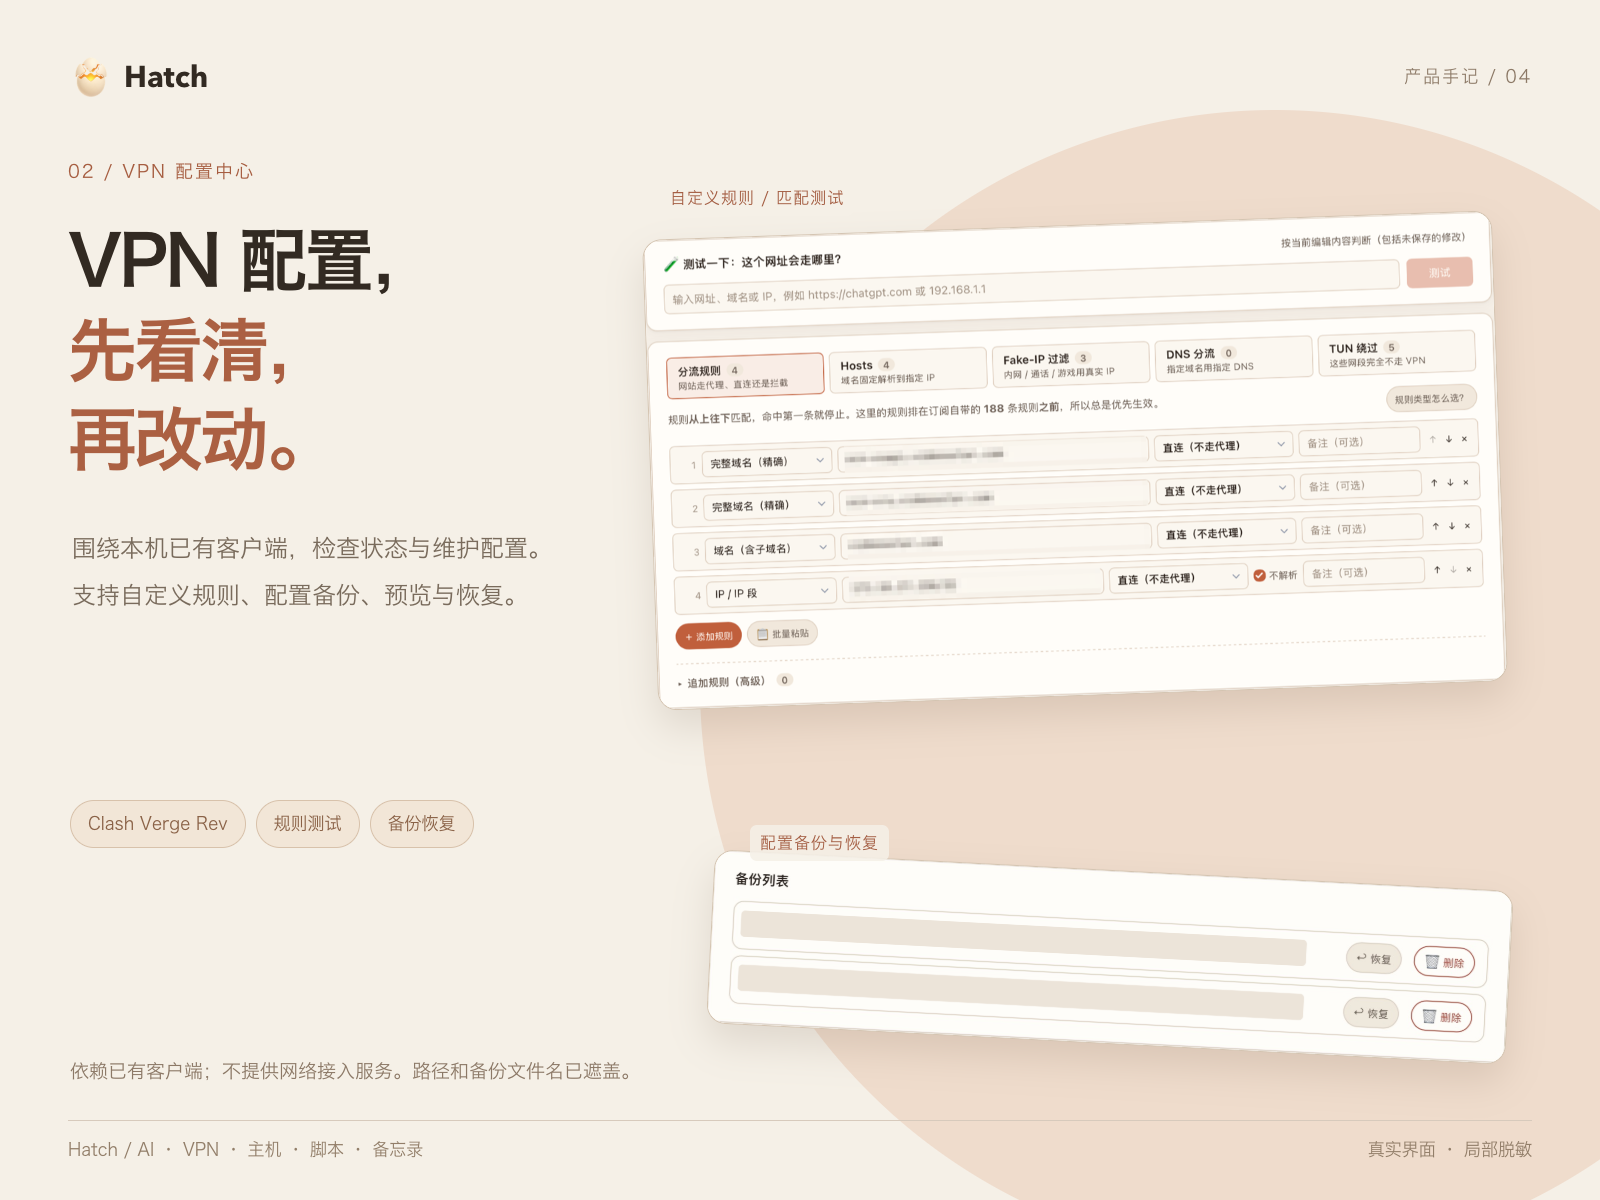 Hatch
产品手记 / 04
02 / VPN 配置中心
VPN 配置,
先看清,
再改动。
围绕本机已有客户端，检查状态与维护配置。
支持自定义规则、配置备份、预览与恢复。
Clash Verge Rev
规则测试
备份恢复
自定义规则 / 匹配测试
测试一下：这个网址会走哪里？
按当前编辑内容判断（包括未保存的修改）
输入网址、域名或 IP，例如 https://chatgpt.com 或 192.168.1.1
测试
分流规则 4
网站走代理、直连还是拦截
Hosts 4
域名固定解析到指定 IP
Fake-IP 过滤 3
内网 / 通话 / 游戏用真实 IP
DNS 分流 0
指定域名用指定 DNS
TUN 绕过 5
这些网段完全不走 VPN
规则从上往下匹配，命中第一条就停止。这里的规则排在订阅自带的 188 条规则之前，所以总是优先生效。
规则类型怎么选？
1 完整域名（精确） 直连（不走代理） 备注（可选） ↑ ↓ ×
2 完整域名（精确） 直连（不走代理） 备注（可选） ↑ ↓ ×
3 域名（含子域名） 直连（不走代理） 备注（可选） ↑ ↓ ×
4 IP / IP 段 直连（不走代理） 不解析 备注（可选） ↑ ↓ ×
+ 添加规则
批量粘贴
追加规则（高级） 0
配置备份与恢复
备份列表
↩ 恢复 删除
↩ 恢复 删除
依赖已有客户端；不提供网络接入服务。路径和备份文件名已遮盖。
Hatch / AI · VPN · 主机 · 脚本 · 备忘录
真实界面 · 局部脱敏